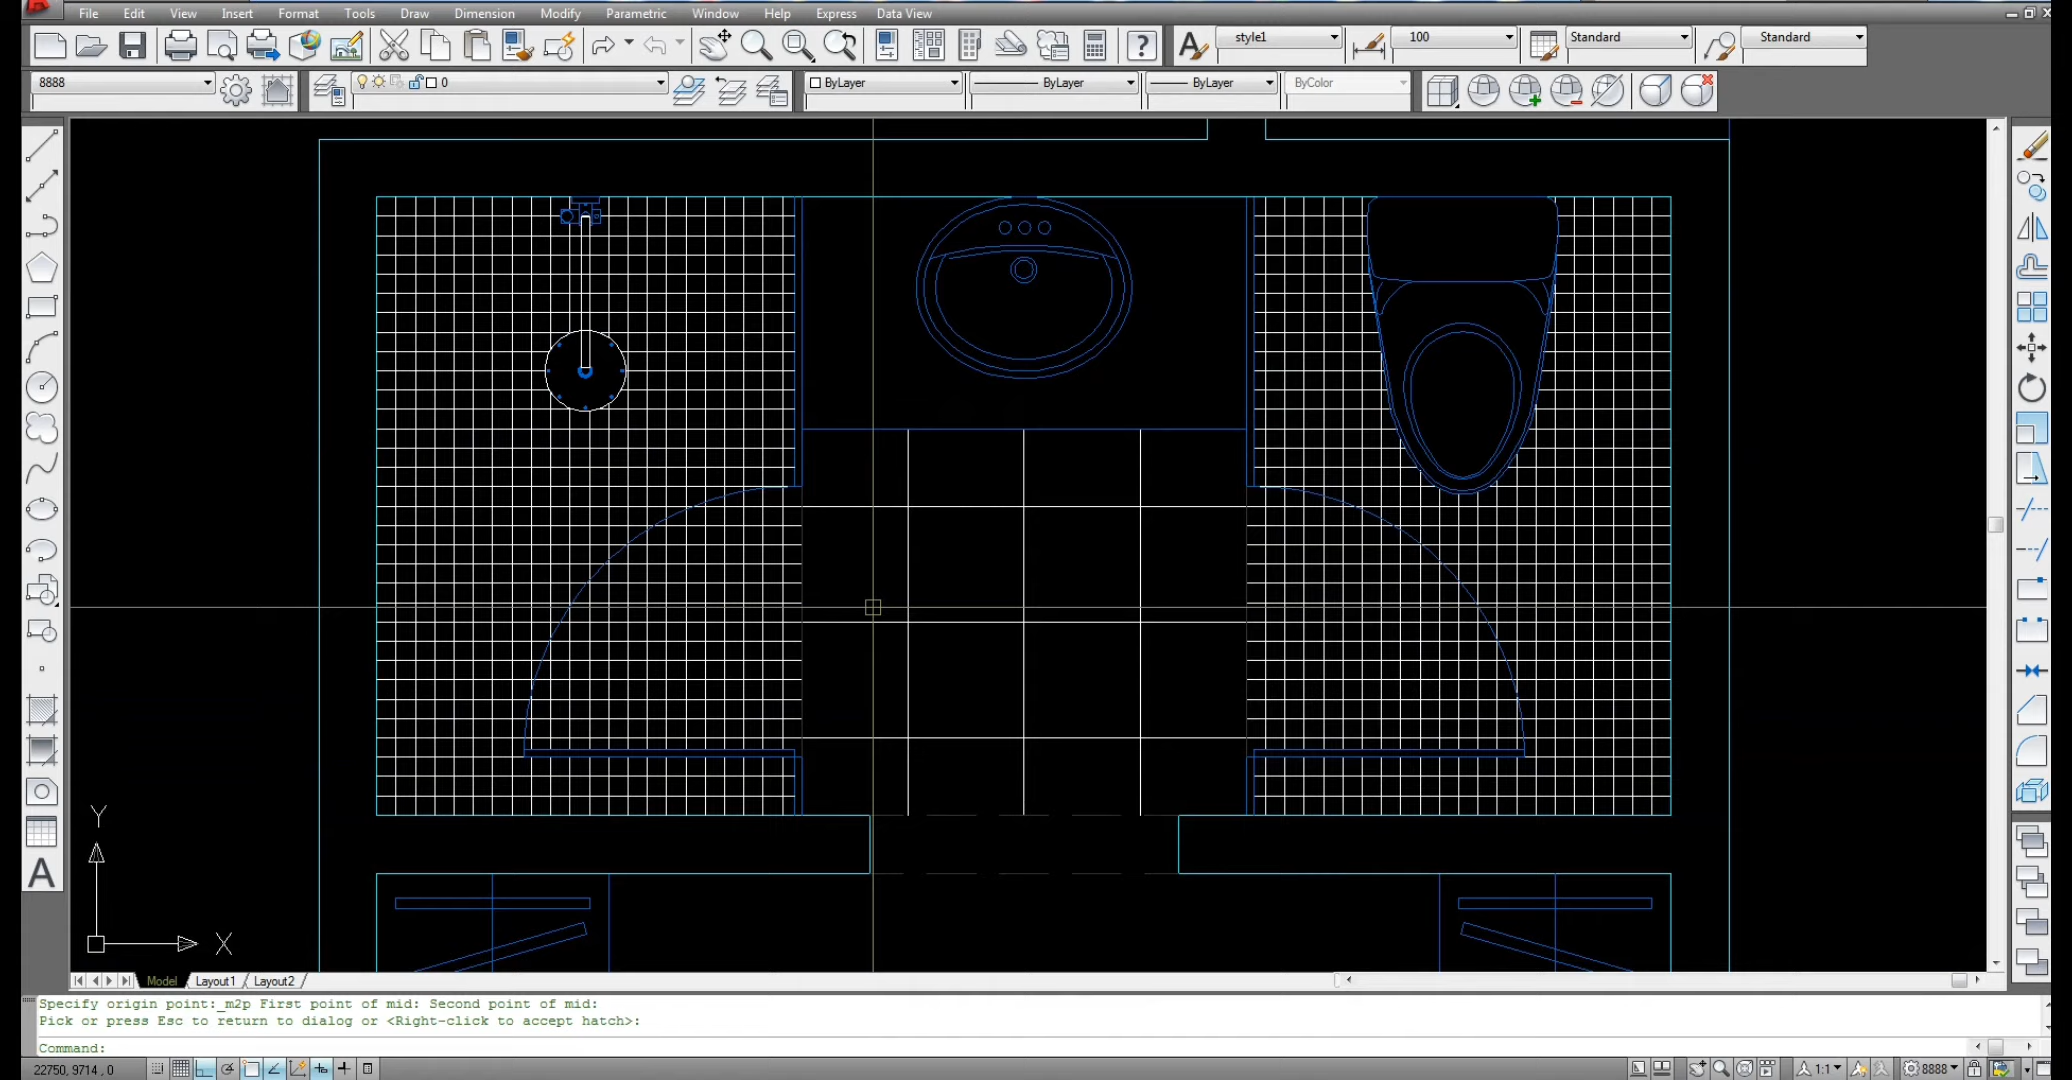 File Edit View Insert Format Tools Draw Dimension Modify Parametric Window Help Express Data View
style1 100 Standard Standard
8888 0 ByLayer ByLayer ByLayer ByColor
Y
X
Model Layout1 Layout2
Specify origin point:_m2p First point of mid: Second point of mid:
Pick or press Esc to return to dialog or <Right-click to accept hatch>:
Command:
22750, 9714 , 0 1:1 8888